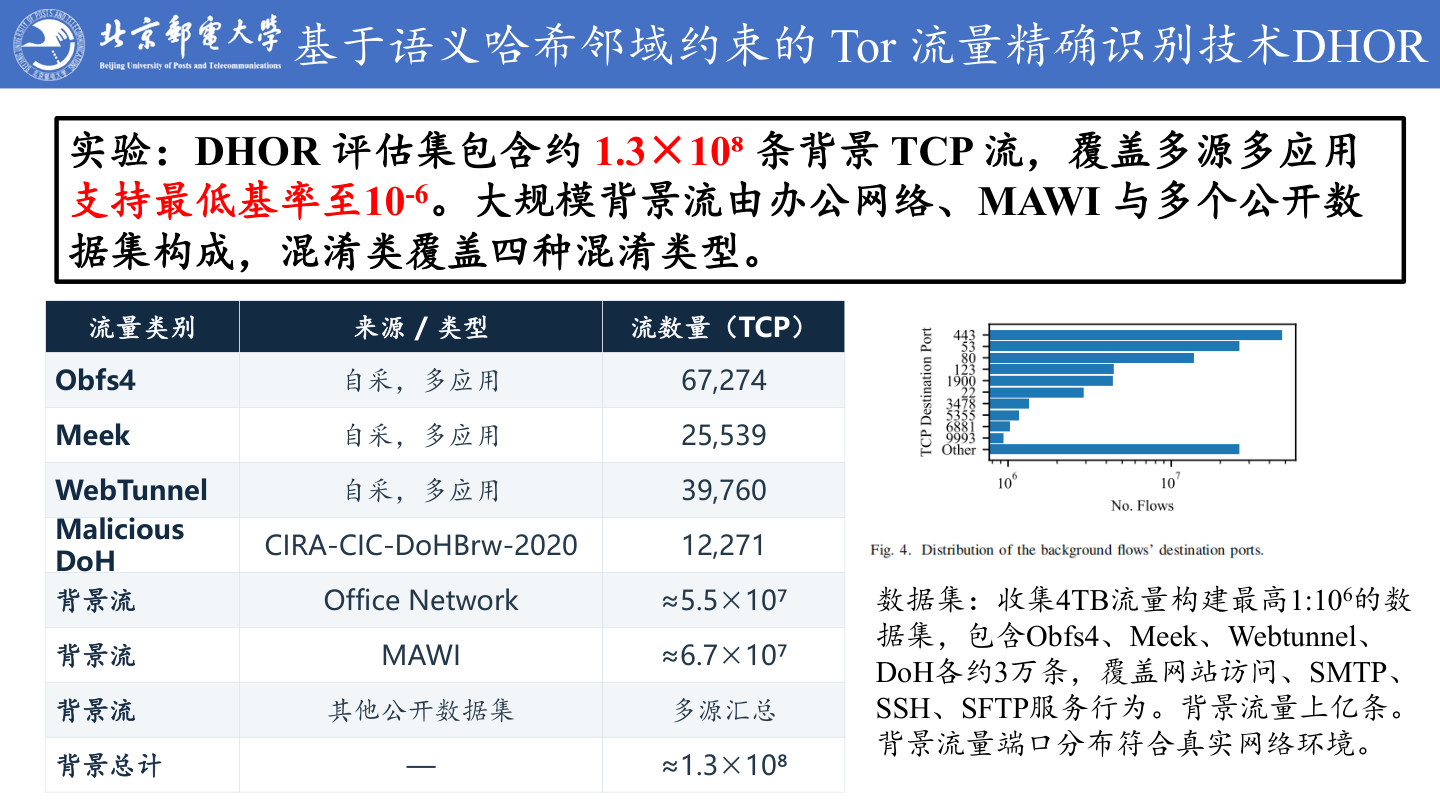 北京郵電大學
Beijing University of Posts and Telecommunications
基于语义哈希邻域约束的 Tor 流量精确识别技术DHOR
实验：DHOR 评估集包含约 1.3×10⁸ 条背景 TCP 流，覆盖多源多应用
支持最低基率至10⁻⁶。大规模背景流由办公网络、MAWI 与多个公开数
据集构成，混淆类覆盖四种混淆类型。
流量类别 来源 / 类型 流数量（TCP）
Obfs4 自采，多应用 67,274
Meek 自采，多应用 25,539
WebTunnel 自采，多应用 39,760
Malicious
DoH CIRA-CIC-DoHBrw-2020 12,271
背景流 Office Network ≈5.5×10⁷
背景流 MAWI ≈6.7×10⁷
背景流 其他公开数据集 多源汇总
背景总计 — ≈1.3×10⁸
TCP Destination Port
443
53
80
123
1900
22
3478
5355
6881
9993
Other
10⁶ 10⁷
No. Flows
Fig. 4. Distribution of the background flows' destination ports.
数据集：收集4TB流量构建最高1:10⁶的数
据集，包含Obfs4、Meek、Webtunnel、
DoH各约3万条，覆盖网站访问、SMTP、
SSH、SFTP服务行为。背景流量上亿条。
背景流量端口分布符合真实网络环境。